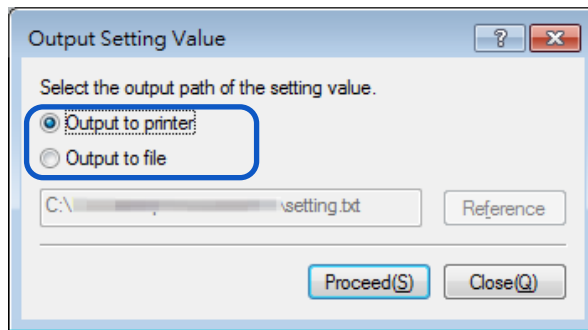 Output Setting Value
Select the output path of the setting value.
Output to printer
Output to file
C:\ \setting.txt
Reference
Proceed(S)
Close(Q)